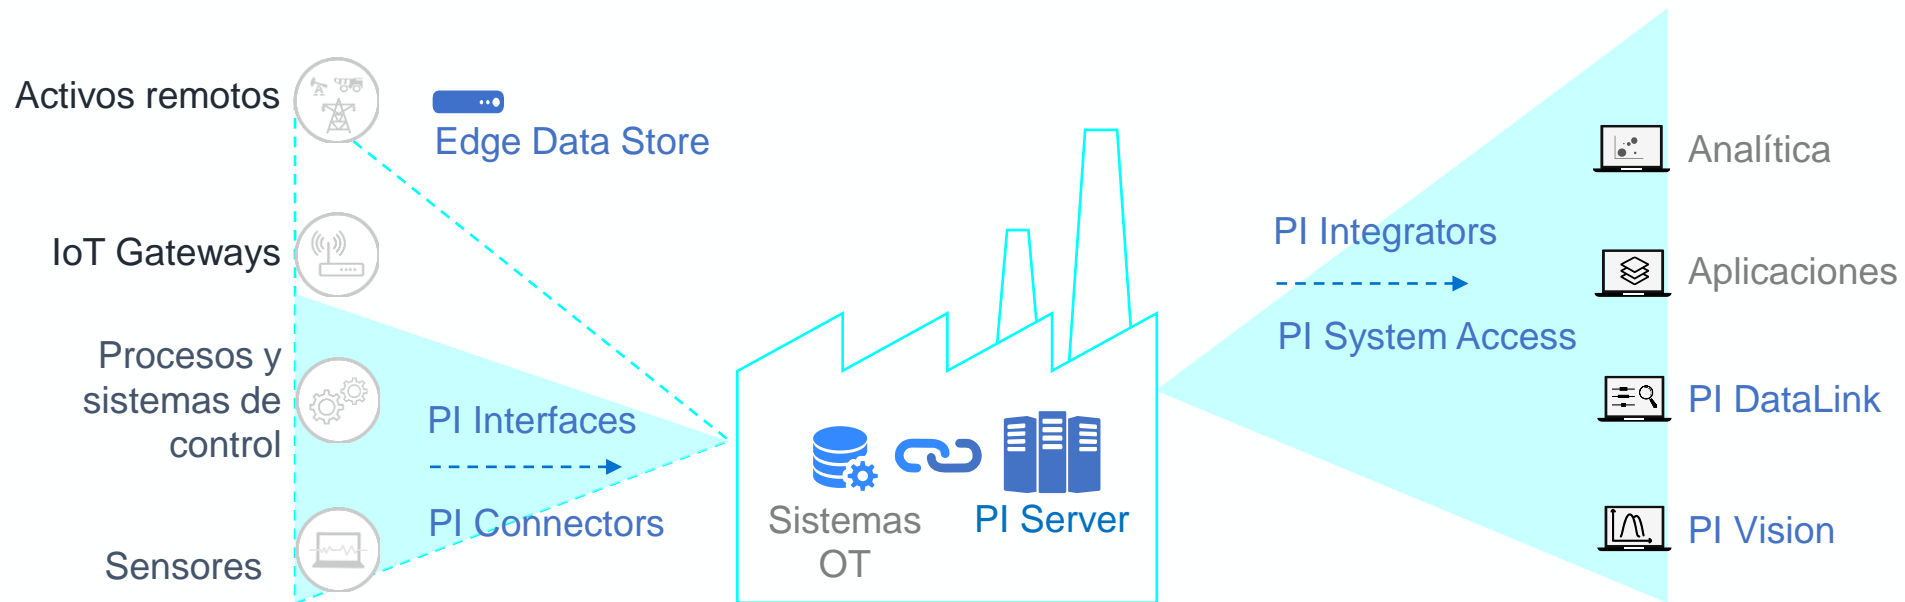 Activos remotos
Edge Data Store
IoT Gateways
Procesos y
sistemas de
control
Sensores
PI Interfaces
PI Connectors
Sistemas
OT
PI Server
PI Integrators
PI System Access
Analítica
Aplicaciones
PI DataLink
PI Vision